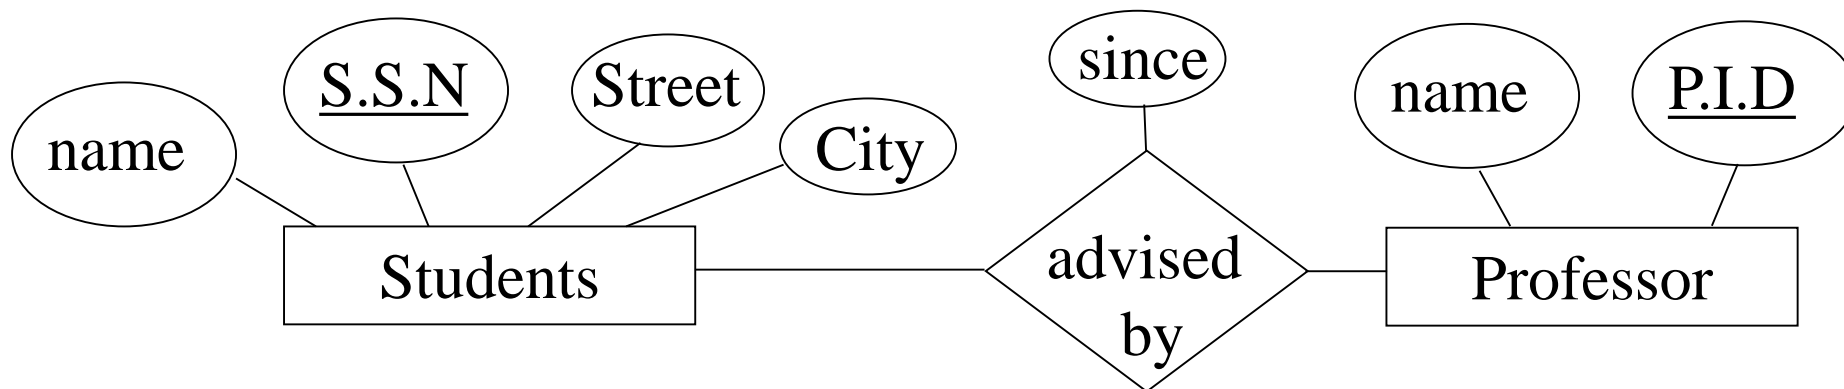 name
S.S.N
Street
City
since
name
P.I.D
Students
advised
by
Professor